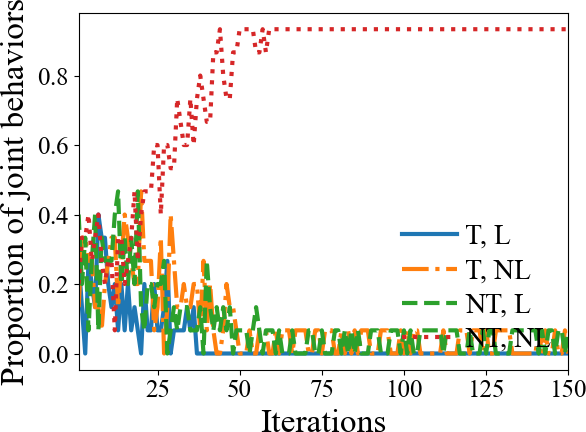 Proportion of joint behaviors
0.8
0.6
0.4
0.2
0.0
T, L
T, NL
NT, L
NT, NL
25
50
75
100
125
150
Iterations